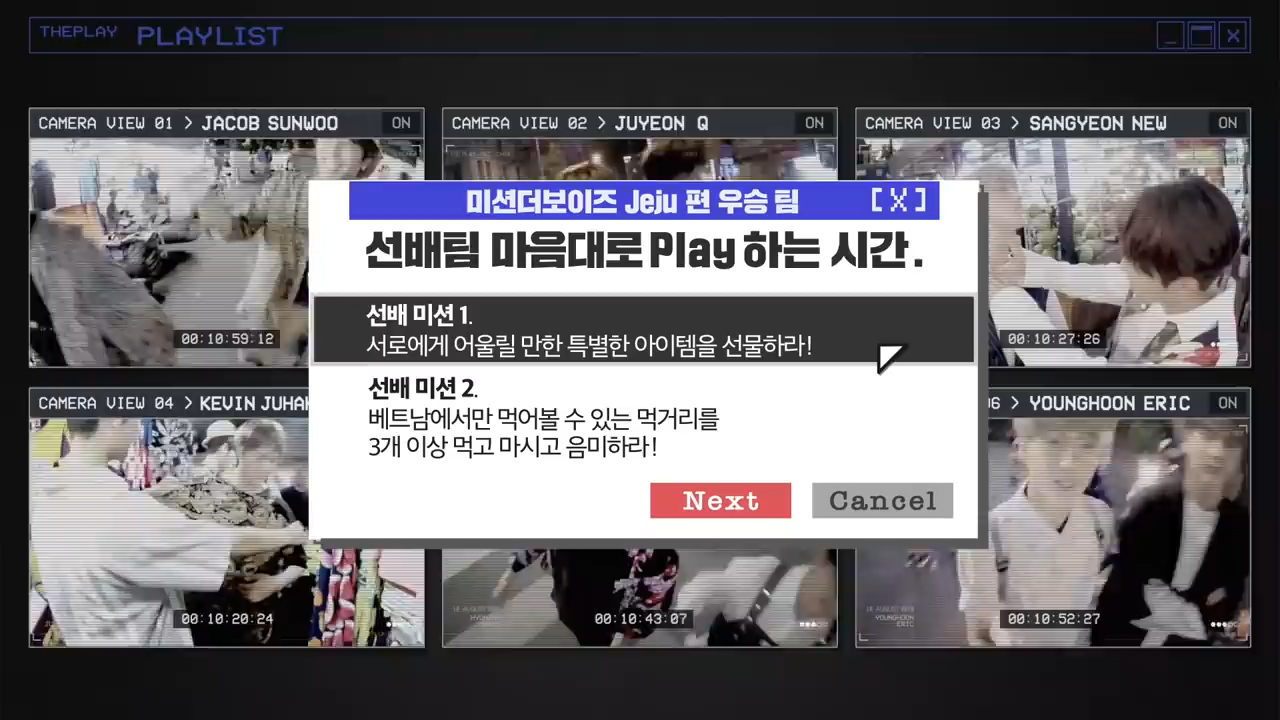 THEPLAY PLAYLIST
CAMERA VIEW 01 > JACOB SUNWOO ON
CAMERA VIEW 02 > JUYEON Q ON
CAMERA VIEW 03 > SANGYEON NEW ON
미션더보이즈 Jeju 편 우승 팀 [X]
선배팀 마음대로 Play 하는 시간.
선배 미션 1.
서로에게 어울릴 만한 특별한 아이템을 선물하라!
00:10:59:12
00:10:27:26
선배 미션 2.
베트남에서만 먹어볼 수 있는 먹거리를
3개 이상 먹고 마시고 음미하라!
Next Cancel
CAMERA VIEW 04 > KEVIN JUHA
6 > YOUNGHOON ERIC ON
00:10:20:24
00:10:43:07
00:10:52:27
YOUNGHOON
ERIC